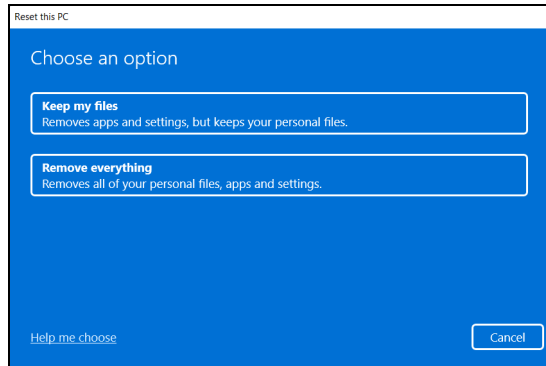 Reset this PC
Choose an option
Keep my files
Removes apps and settings, but keeps your personal files.
Remove everything
Removes all of your personal files, apps and settings.
Help me choose
Cancel